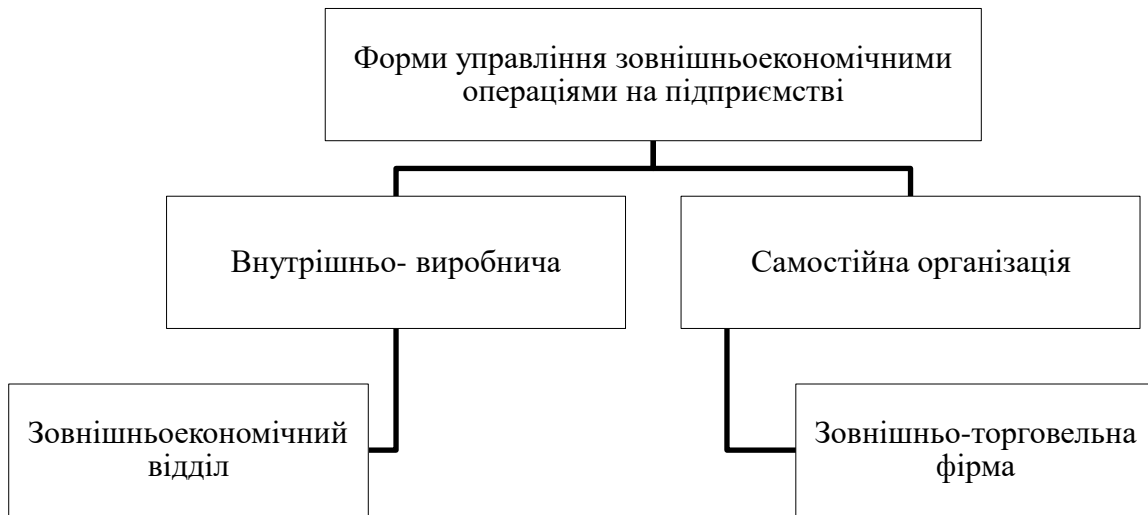 Форми управління зовнішньоекономічними
операціями на підприємстві
Внутрішньо- виробнича
Самостійна організація
Зовнішньоекономічний
відділ
Зовнішньо-торговельна
фірма